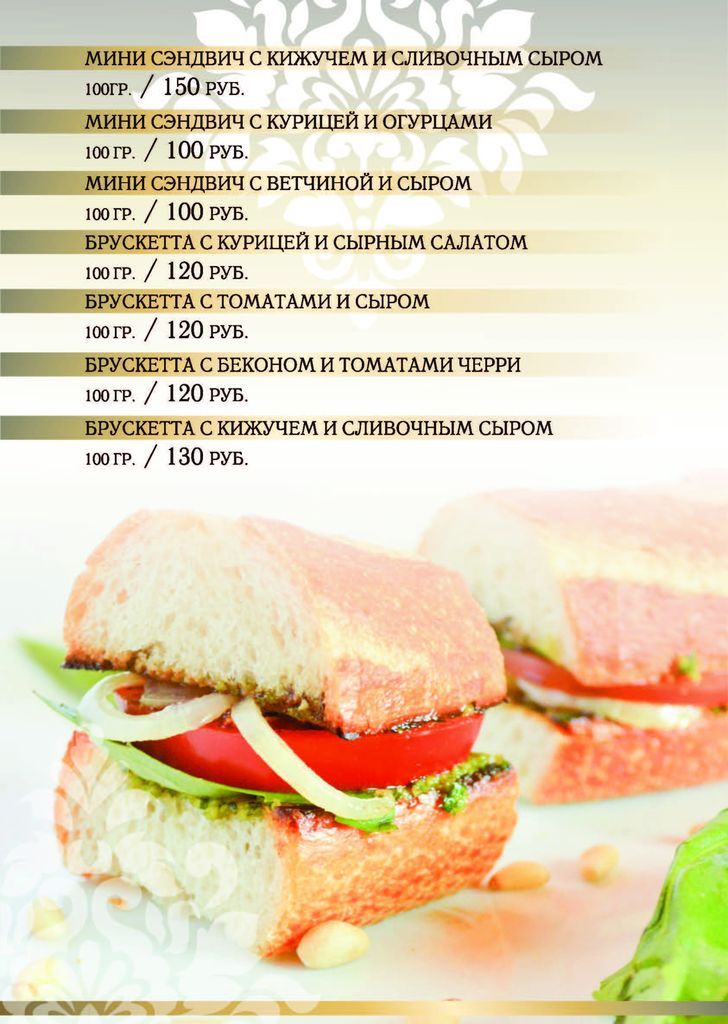 МИНИ СЭНДВИЧ С КИЖУЧЕМ И СЛИВОЧНЫМ СЫРОМ
100ГР. / 150 РУБ.
МИНИ СЭНДВИЧ С КУРИЦЕЙ И ОГУРЦАМИ
100 ГР. / 100 РУБ.
МИНИ СЭНДВИЧ С ВЕТЧИНОЙ И СЫРОМ
100 ГР. / 100 РУБ.
БРУСКЕТТА С КУРИЦЕЙ И СЫРНЫМ САЛАТОМ
100 ГР. / 120 РУБ.
БРУСКЕТТА С ТОМАТАМИ И СЫРОМ
100 ГР. / 120 РУБ.
БРУСКЕТТА С БЕКОНОМ И ТОМАТАМИ ЧЕРРИ
100 ГР. / 120 РУБ.
БРУСКЕТТА С КИЖУЧЕМ И СЛИВОЧНЫМ СЫРОМ
100 ГР. / 130 РУБ.